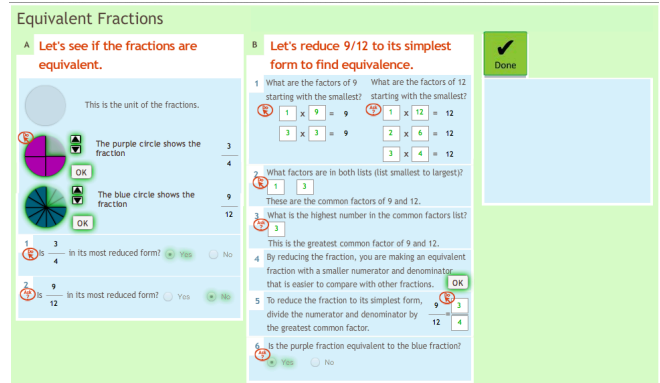 Equivalent Fractions
A Let's see if the fractions are
equivalent.
This is the unit of the fractions.
The purple circle shows the
fraction
3
4
OK
The blue circle shows the
fraction
9
12
OK
1 Is 3/4 in its most reduced form? Yes No
2 Is 9/12 in its most reduced form? Yes No
Ask
?
B Let's reduce 9/12 to its simplest
form to find equivalence.
1 What are the factors of 9
starting with the smallest?
1 x 9 = 9
3 x 3 = 9
What are the factors of 12
starting with the smallest?
Ask
?
1 x 12 = 12
2 x 6 = 12
3 x 4 = 12
2 What factors are in both lists (list smallest to largest)?
1 3
These are the common factors of 9 and 12.
3 What is the highest number in the common factors list?
Ask
?
3
This is the greatest common factor of 9 and 12.
4 By reducing the fraction, you are making an equivalent
fraction with a smaller numerator and denominator
that is easier to compare with other fractions. OK
5 To reduce the fraction to its simplest form,
divide the numerator and denominator by
the greatest common factor.
9/12 = 3/4
6 Is the purple fraction equivalent to the blue fraction?
Ask
?
Yes No
Done